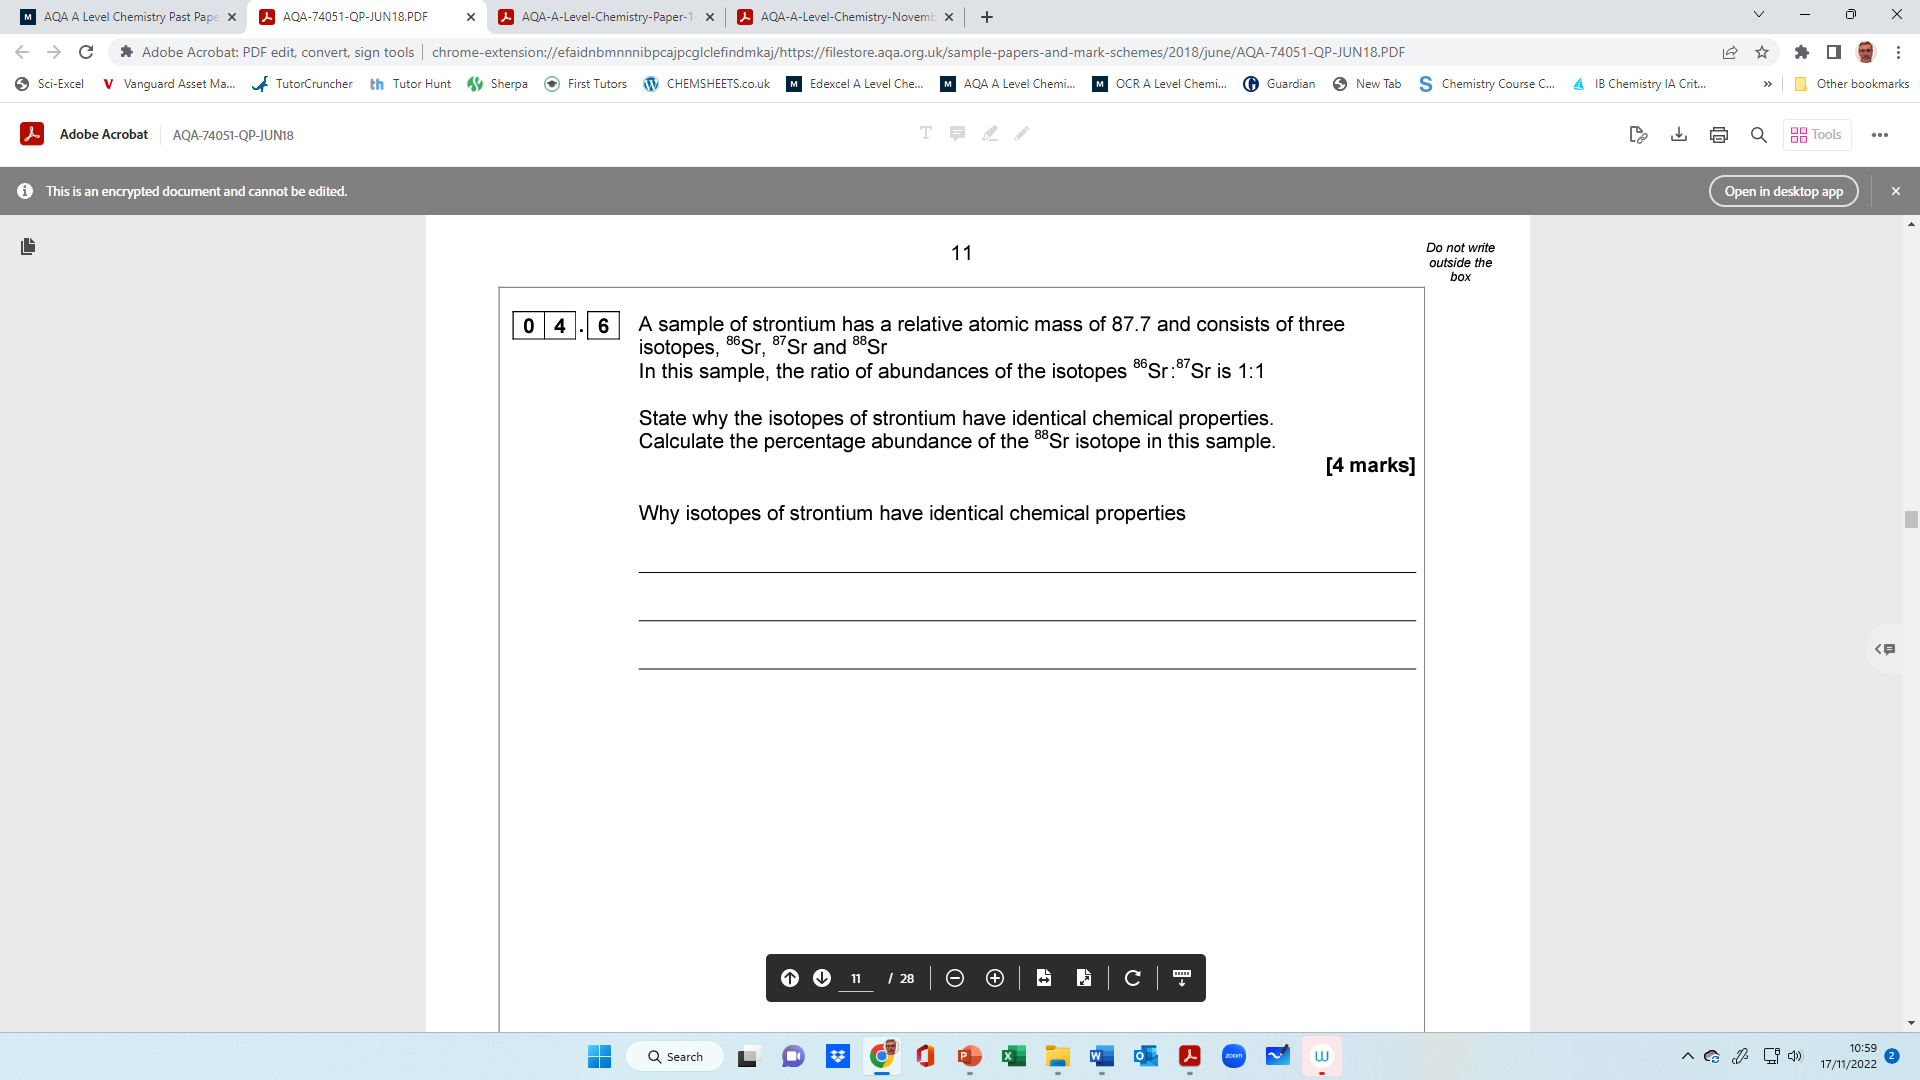 AQA A Level Chemistry Past Pape
AQA-74051-QP-JUN18.PDF
AQA-A-Level-Chemistry-Paper-1-
AQA-A-Level-Chemistry-Novemb
Adobe Acrobat: PDF edit, convert, sign tools
chrome-extension://efaidnbmnnnibpcajpcglclefindmkaj/https://filestore.aqa.org.uk/sample-papers-and-mark-schemes/2018/june/AQA-74051-QP-JUN18.PDF
Sci-Excel Vanguard Asset Ma... TutorCruncher Tutor Hunt Sherpa First Tutors CHEMSHEETS.co.uk Edexcel A Level Che... AQA A Level Chemi... OCR A Level Chemi... Guardian New Tab Chemistry Course C... IB Chemistry IA Crit... » Other bookmarks
Adobe Acrobat AQA-74051-QP-JUN18 Tools
This is an encrypted document and cannot be edited. Open in desktop app
11
Do not write
outside the
box
0 4 . 6 A sample of strontium has a relative atomic mass of 87.7 and consists of three
isotopes, ⁸⁶Sr, ⁸⁷Sr and ⁸⁸Sr
In this sample, the ratio of abundances of the isotopes ⁸⁶Sr:⁸⁷Sr is 1:1
State why the isotopes of strontium have identical chemical properties.
Calculate the percentage abundance of the ⁸⁸Sr isotope in this sample.
[4 marks]
Why isotopes of strontium have identical chemical properties
11 / 28
Search
zoom
10:59
17/11/2022
2